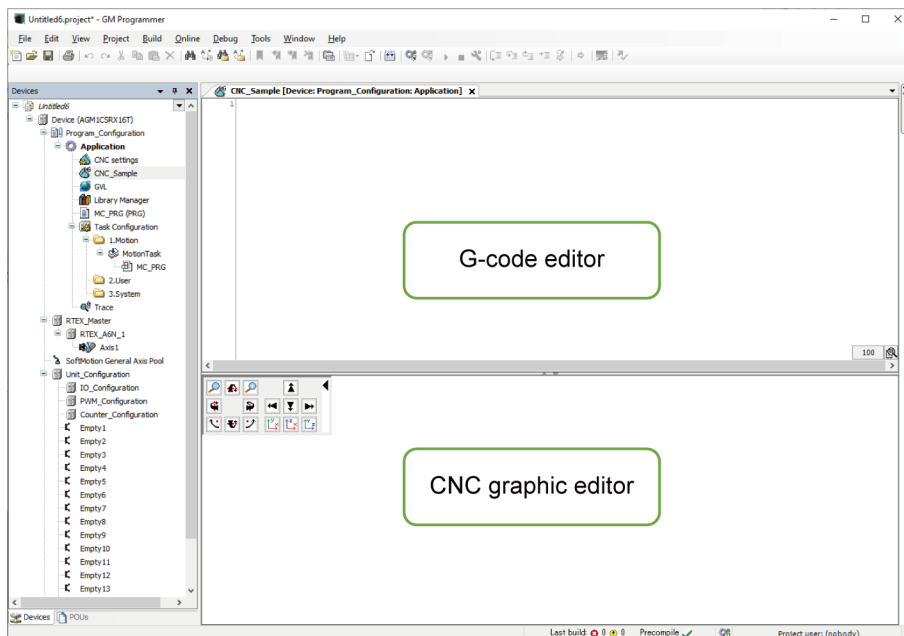 Untitled6.project* - GM Programmer
File Edit View Project Build Online Debug Tools Window Help
Devices
CNC_Sample [Device: Program_Configuration: Application]
Untitled6
Device (AGM1CSRX16T)
Program_Configuration
Application
CNC settings
CNC_Sample
GVL
Library Manager
MC_PRG (PRG)
Task Configuration
1.Motion
MotionTask
MC_PRG
2.User
3.System
Trace
RTEX_Master
RTEX_A6N_1
Axis1
SoftMotion General Axis Pool
Unit_Configuration
IO_Configuration
PWM_Configuration
Counter_Configuration
Empty1
Empty2
Empty3
Empty4
Empty5
Empty6
Empty7
Empty8
Empty9
Empty10
Empty11
Empty12
Empty13
Devices POUs
1
G-code editor
100
CNC graphic editor
Last build: 0 0 Precompile Project user: (nobody)